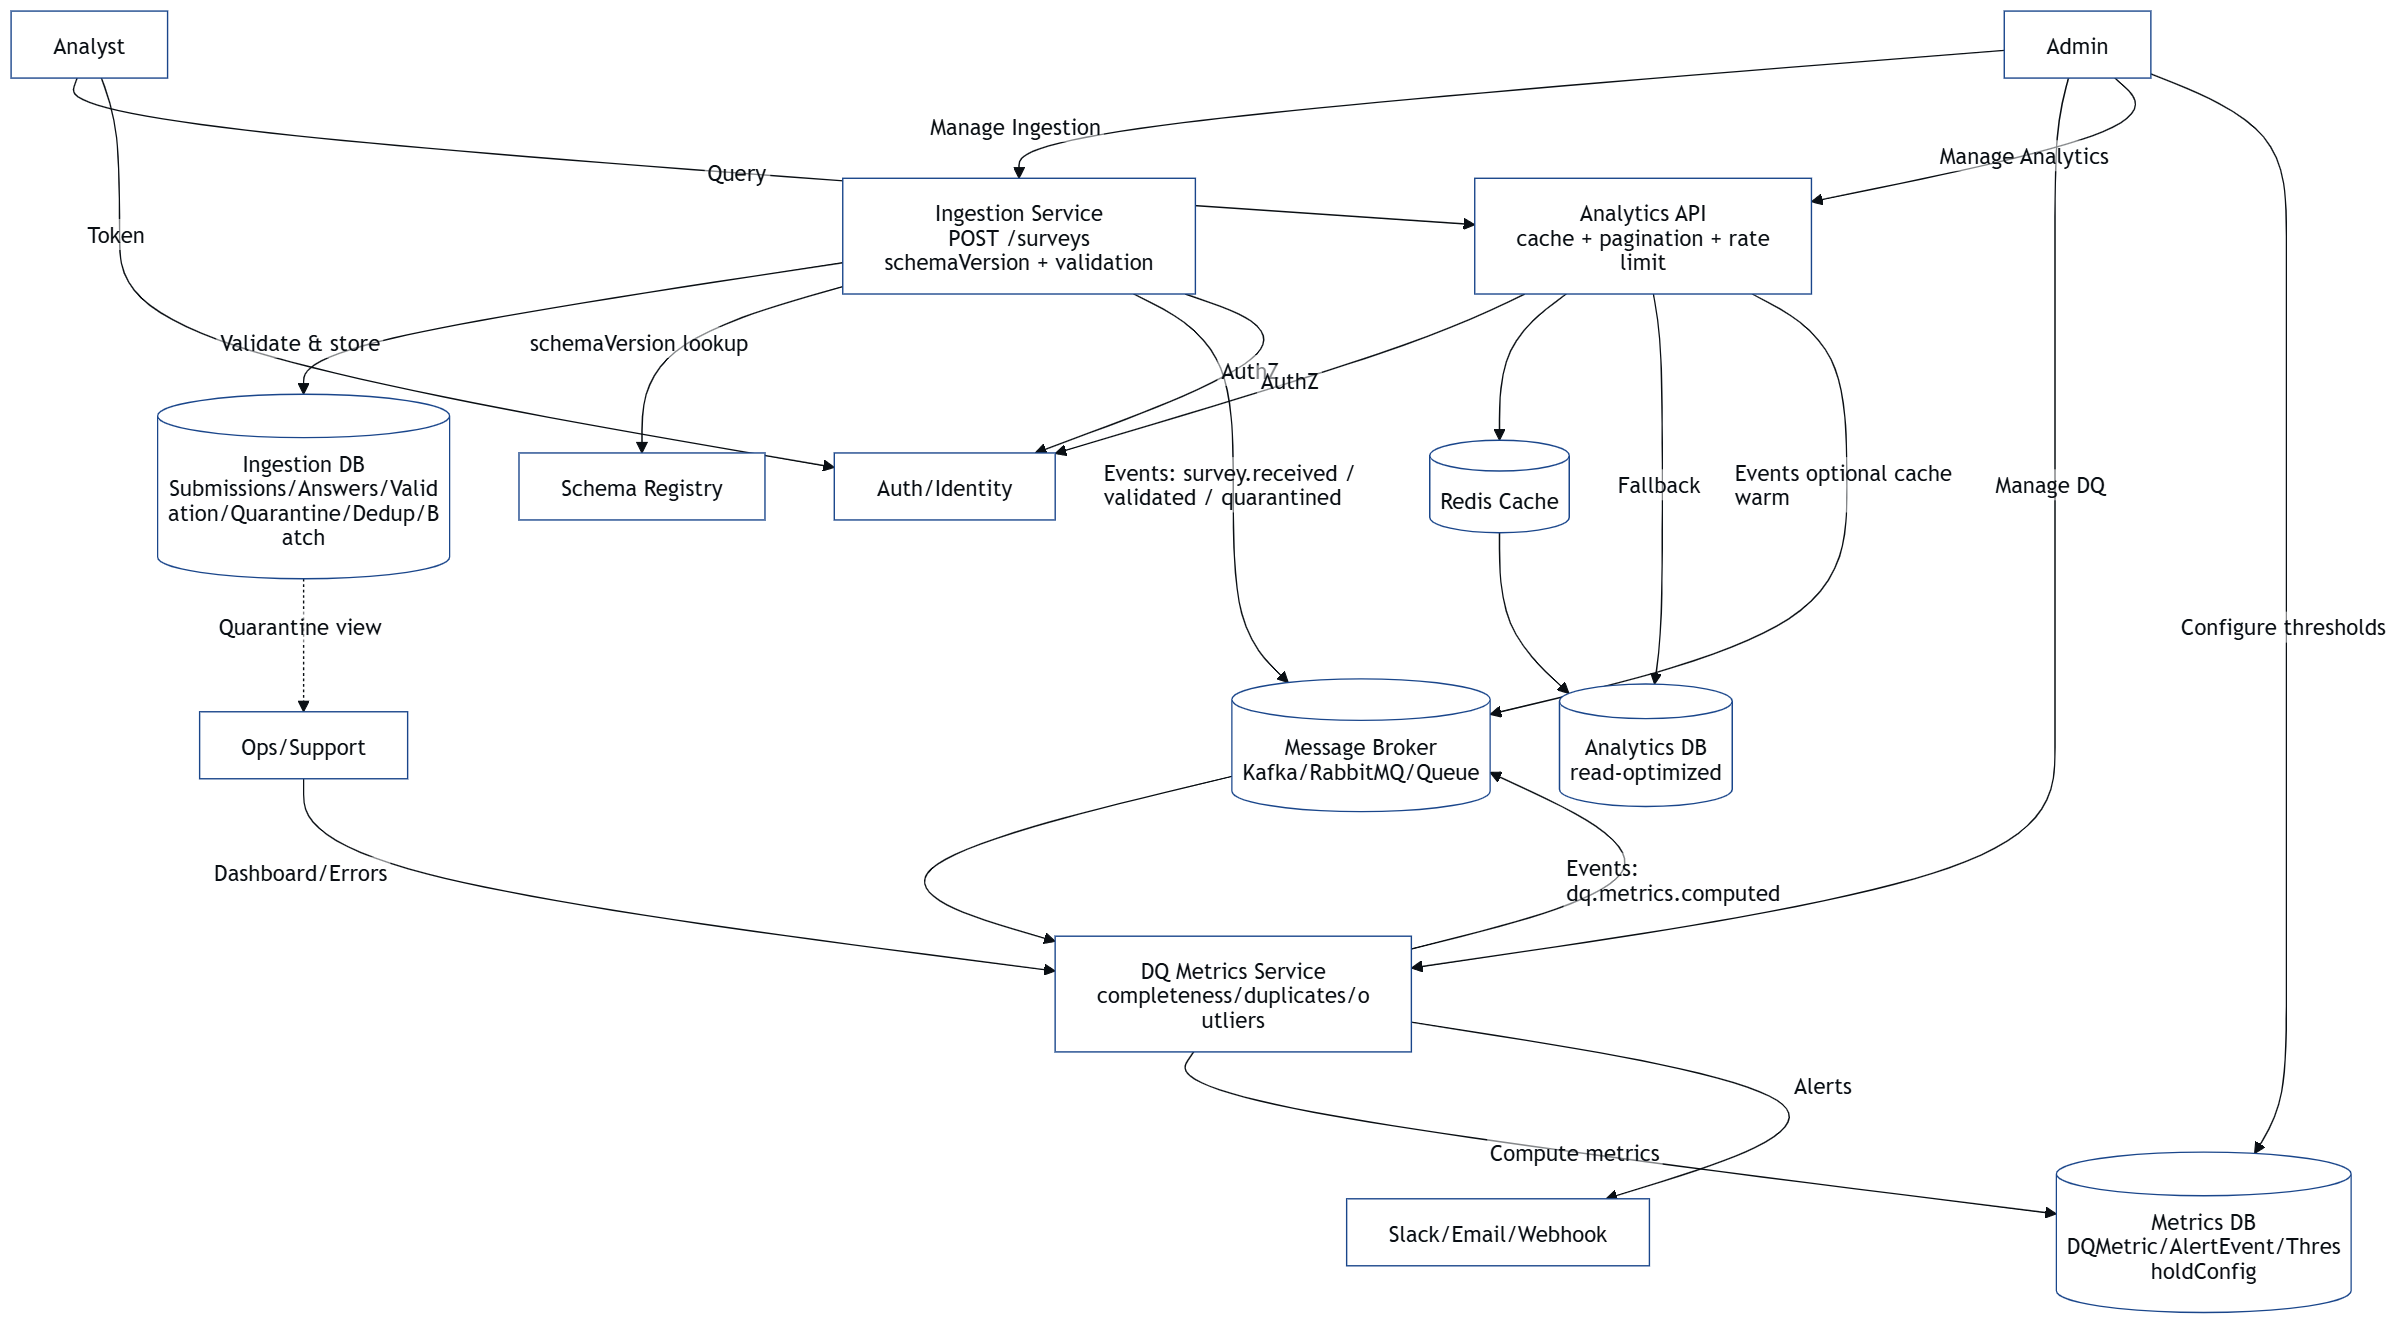 Analyst
Admin
Manage Ingestion
Manage Analytics
Query
Ingestion Service
POST /surveys
schemaVersion + validation
Analytics API
cache + pagination + rate
limit
Token
Validate & store
schemaVersion lookup
AuthZ
AuthZ
Ingestion DB
Submissions/Answers/Valid
ation/Quarantine/Dedup/B
atch
Schema Registry
Auth/Identity
Events: survey.received /
validated / quarantined
Redis Cache
Fallback
Events optional cache
warm
Manage DQ
Quarantine view
Configure thresholds
Ops/Support
Message Broker
Kafka/RabbitMQ/Queue
Analytics DB
read-optimized
Dashboard/Errors
Events:
dq.metrics.computed
DQ Metrics Service
completeness/duplicates/o
utliers
Alerts
Compute metrics
Slack/Email/Webhook
Metrics DB
DQMetric/AlertEvent/Thres
holdConfig